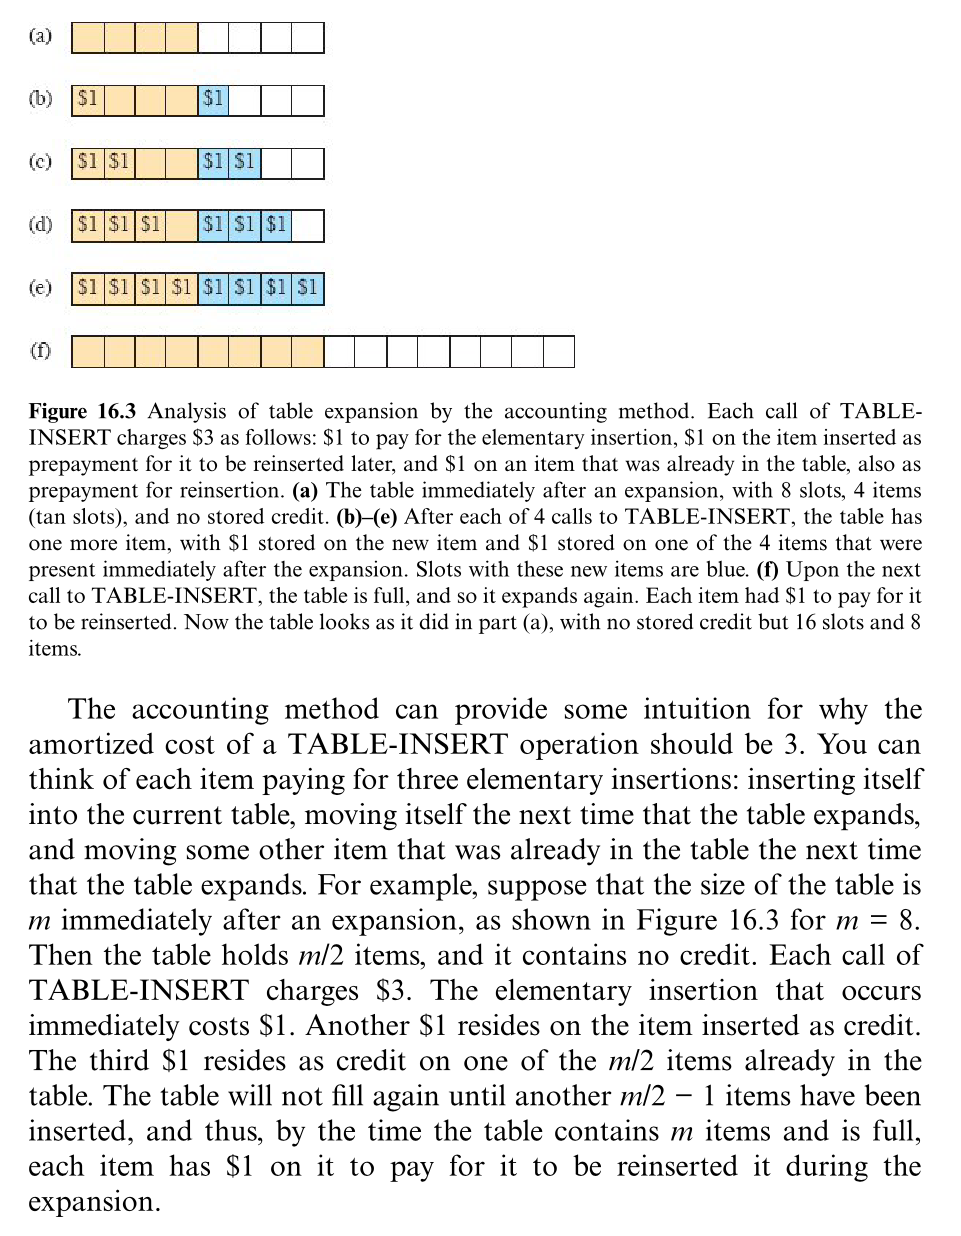 (a)
(b) $1 $1
(c) $1 $1 $1 $1
(d) $1 $1 $1 $1 $1 $1
(e) $1 $1 $1 $1 $1 $1 $1 $1
(f)
Figure 16.3 Analysis of table expansion by the accounting method. Each call of TABLE-
INSERT charges $3 as follows: $1 to pay for the elementary insertion, $1 on the item inserted as
prepayment for it to be reinserted later, and $1 on an item that was already in the table, also as
prepayment for reinsertion. (a) The table immediately after an expansion, with 8 slots, 4 items
(tan slots), and no stored credit. (b)–(e) After each of 4 calls to TABLE-INSERT, the table has
one more item, with $1 stored on the new item and $1 stored on one of the 4 items that were
present immediately after the expansion. Slots with these new items are blue. (f) Upon the next
call to TABLE-INSERT, the table is full, and so it expands again. Each item had $1 to pay for it
to be reinserted. Now the table looks as it did in part (a), with no stored credit but 16 slots and 8
items.
The accounting method can provide some intuition for why the
amortized cost of a TABLE-INSERT operation should be 3. You can
think of each item paying for three elementary insertions: inserting itself
into the current table, moving itself the next time that the table expands,
and moving some other item that was already in the table the next time
that the table expands. For example, suppose that the size of the table is
m immediately after an expansion, as shown in Figure 16.3 for m = 8.
Then the table holds m/2 items, and it contains no credit. Each call of
TABLE-INSERT charges $3. The elementary insertion that occurs
immediately costs $1. Another $1 resides on the item inserted as credit.
The third $1 resides as credit on one of the m/2 items already in the
table. The table will not fill again until another m/2 − 1 items have been
inserted, and thus, by the time the table contains m items and is full,
each item has $1 on it to pay for it to be reinserted it during the
expansion.